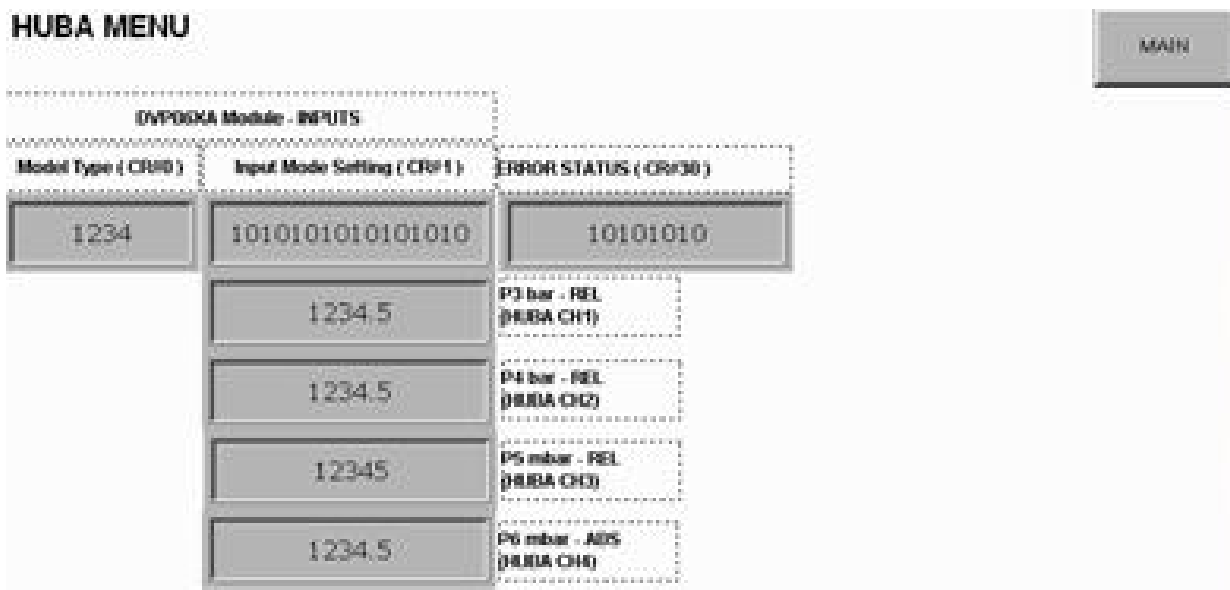 HUBA MENU
MAIN
DVP06XA Module - INPUTS
Model Type ( CR#0 )
Input Mode Setting ( CR#1 )
ERROR STATUS ( CR#30 )
1234
1010101010101010
10101010
1234.5
P3 bar - REL
(HUBA CH1)
1234.5
P4 bar - REL
(HUBA CH2)
12345
P5 mbar - REL
(HUBA CH3)
1234.5
P6 mbar - ABS
(HUBA CH4)